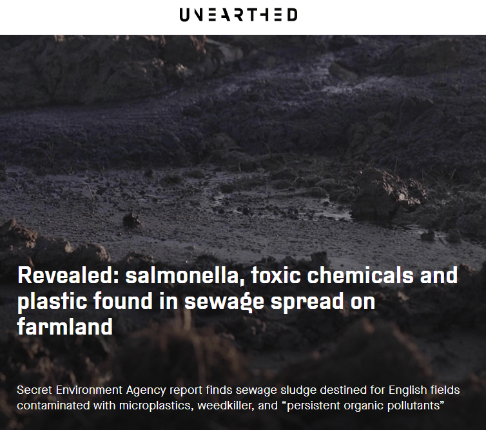 UNEARTHED
Revealed: salmonella, toxic chemicals and
plastic found in sewage spread on
farmland
Secret Environment Agency report finds sewage sludge destined for English fields
contaminated with microplastics, weedkiller, and "persistent organic pollutants"